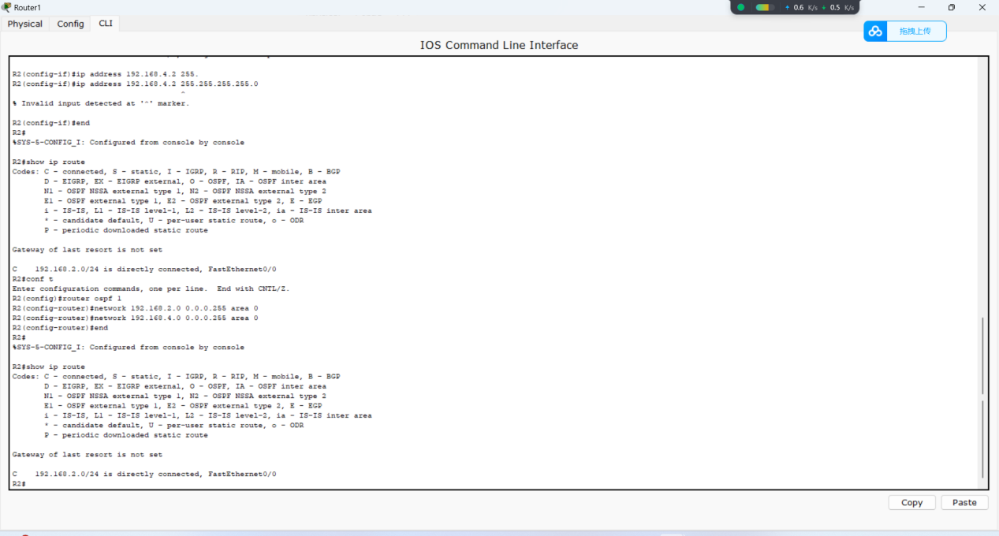 Router1
0.6 K/s 0.5 K/s
Physical Config CLI
拖拽上传
IOS Command Line Interface
R2(config-if)#ip address 192.168.4.2 255.
R2(config-if)#ip address 192.168.4.2 255.255.255.255.0
^
% Invalid input detected at '^' marker.
R2(config-if)#end
R2#
%SYS-5-CONFIG_I: Configured from console by console
R2#show ip route
Codes: C - connected, S - static, I - IGRP, R - RIP, M - mobile, B - BGP
D - EIGRP, EX - EIGRP external, O - OSPF, IA - OSPF inter area
N1 - OSPF NSSA external type 1, N2 - OSPF NSSA external type 2
E1 - OSPF external type 1, E2 - OSPF external type 2, E - EGP
i - IS-IS, L1 - IS-IS level-1, L2 - IS-IS level-2, ia - IS-IS inter area
* - candidate default, U - per-user static route, o - ODR
P - periodic downloaded static route
Gateway of last resort is not set
C 192.168.2.0/24 is directly connected, FastEthernet0/0
R2#conf t
Enter configuration commands, one per line. End with CNTL/Z.
R2(config)#router ospf 1
R2(config-router)#network 192.168.2.0 0.0.0.255 area 0
R2(config-router)#network 192.168.4.0 0.0.0.255 area 0
R2(config-router)#end
R2#
%SYS-5-CONFIG_I: Configured from console by console
R2#show ip route
Codes: C - connected, S - static, I - IGRP, R - RIP, M - mobile, B - BGP
D - EIGRP, EX - EIGRP external, O - OSPF, IA - OSPF inter area
N1 - OSPF NSSA external type 1, N2 - OSPF NSSA external type 2
E1 - OSPF external type 1, E2 - OSPF external type 2, E - EGP
i - IS-IS, L1 - IS-IS level-1, L2 - IS-IS level-2, ia - IS-IS inter area
* - candidate default, U - per-user static route, o - ODR
P - periodic downloaded static route
Gateway of last resort is not set
C 192.168.2.0/24 is directly connected, FastEthernet0/0
R2#
Copy Paste